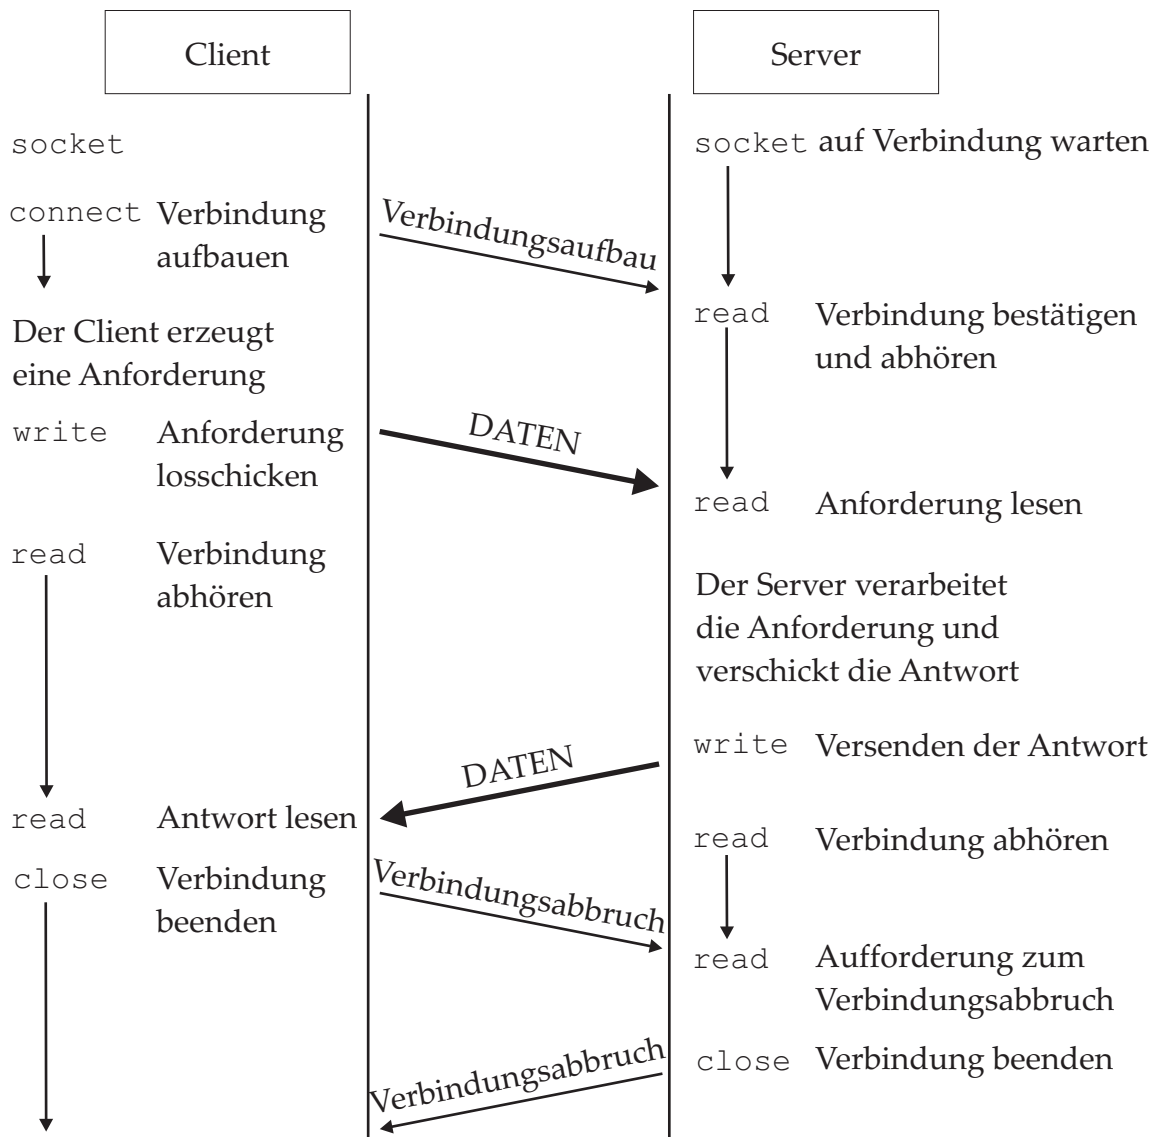 Client
Server
socket
socket auf Verbindung warten
connect Verbindung
aufbauen
Verbindungsaufbau
read Verbindung bestätigen
und abhören
Der Client erzeugt
eine Anforderung
write Anforderung
losschicken
DATEN
read Anforderung lesen
read Verbindung
abhören
Der Server verarbeitet
die Anforderung und
verschickt die Antwort
write Versenden der Antwort
DATEN
read Antwort lesen
read Verbindung abhören
close Verbindung
beenden
Verbindungsabbruch
read Aufforderung zum
Verbindungsabbruch
close Verbindung beenden
Verbindungsabbruch